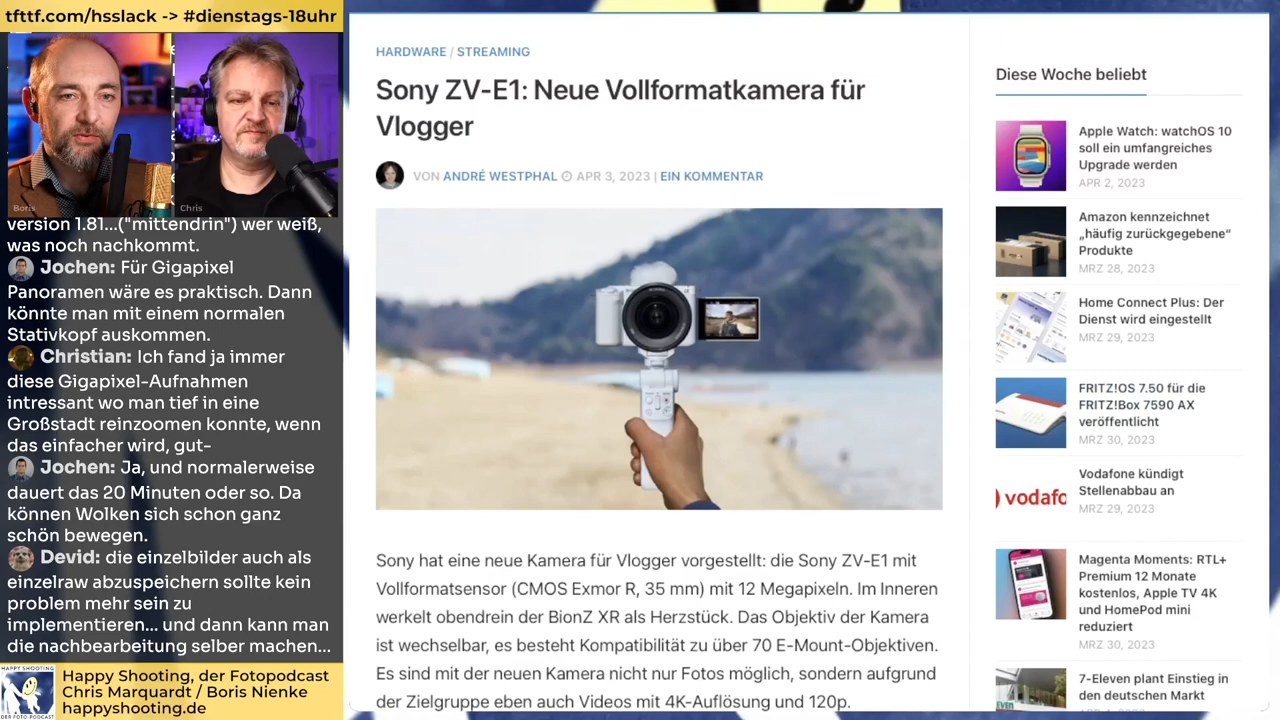 tfttf.com/hsslack -> #dienstags-18uhr
Boris
Chris
version 1.81...("mittendrin") wer weiß,
was noch nachkommt.
Jochen: Für Gigapixel
Panoramen wäre es praktisch. Dann
könnte man mit einem normalen
Stativkopf auskommen.
Christian: Ich fand ja immer
diese Gigapixel-Aufnahmen
intressant wo man tief in eine
Großstadt reinzoomen konnte, wenn
das einfacher wird, gut-
Jochen: Ja, und normalerweise
dauert das 20 Minuten oder so. Da
können Wolken sich schon ganz
schön bewegen.
Devid: die einzelbilder auch als
einzelraw abzuspeichern sollte kein
problem mehr sein zu
implementieren... und dann kann man
die nachbearbeitung selber machen...
HAPPY SHOOTING
DER FOTO-PODCAST
Happy Shooting, der Fotopodcast
Chris Marquardt / Boris Nienke
happyshooting.de
HARDWARE / STREAMING
Sony ZV-E1: Neue Vollformatkamera für
Vlogger
VON ANDRÉ WESTPHAL APR 3, 2023 | EIN KOMMENTAR
Sony hat eine neue Kamera für Vlogger vorgestellt: die Sony ZV-E1 mit
Vollformatsensor (CMOS Exmor R, 35 mm) mit 12 Megapixeln. Im Inneren
werkelt obendrein der BionZ XR als Herzstück. Das Objektiv der Kamera
ist wechselbar, es besteht Kompatibilität zu über 70 E-Mount-Objektiven.
Es sind mit der neuen Kamera nicht nur Fotos möglich, sondern aufgrund
der Zielgruppe eben auch Videos mit 4K-Auflösung und 120p.
Diese Woche beliebt
Apple Watch: watchOS 10
soll ein umfangreiches
Upgrade werden
APR 2, 2023
Amazon kennzeichnet
„häufig zurückgegebene“
Produkte
MRZ 28, 2023
Home Connect Plus: Der
Dienst wird eingestellt
MRZ 29, 2023
FRITZ!OS 7.50 für die
FRITZ!Box 7590 AX
veröffentlicht
MRZ 30, 2023
vodafo
Vodafone kündigt
Stellenabbau an
MRZ 29, 2023
Magenta Moments: RTL+
Premium 12 Monate
kostenlos, Apple TV 4K
und HomePod mini
reduziert
MRZ 30, 2023
7-Eleven plant Einstieg in
den deutschen Markt